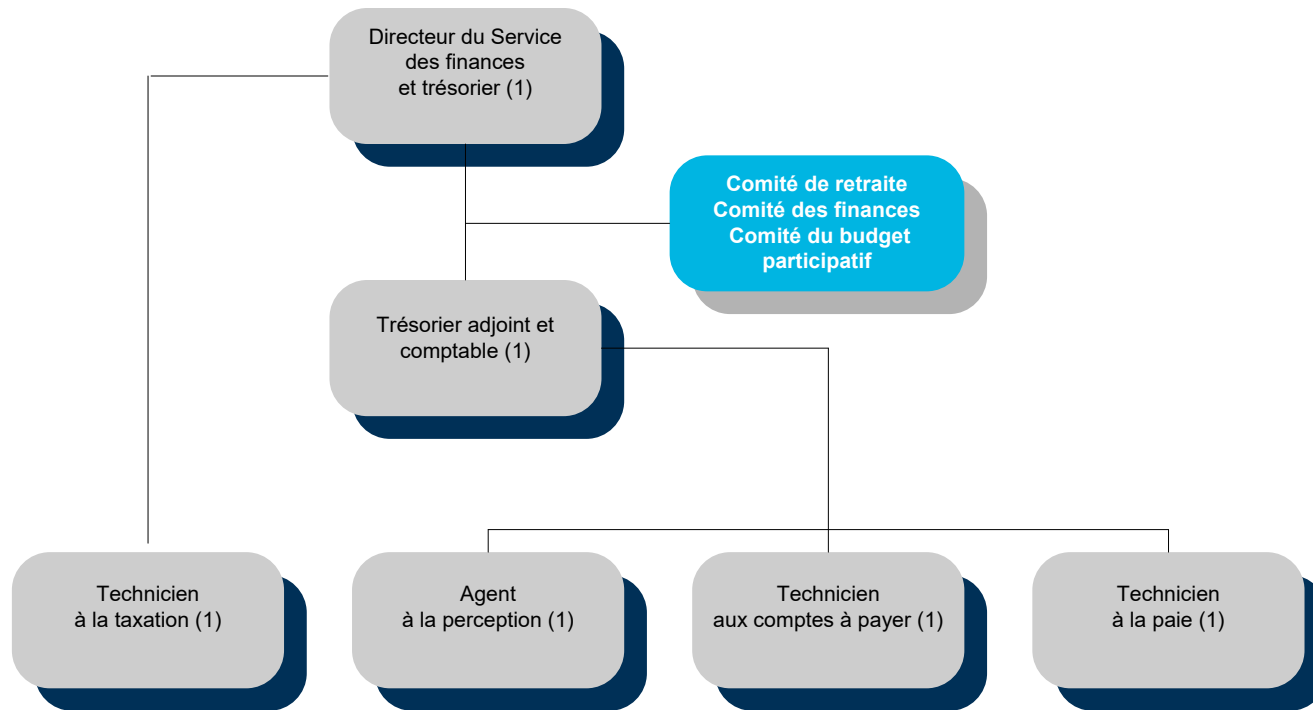 Directeur du Service
des finances
et trésorier (1)
Comité de retraite
Comité des finances
Comité du budget
participatif
Trésorier adjoint et
comptable (1)
Technicien
à la taxation (1)
Agent
à la perception (1)
Technicien
aux comptes à payer (1)
Technicien
à la paie (1)